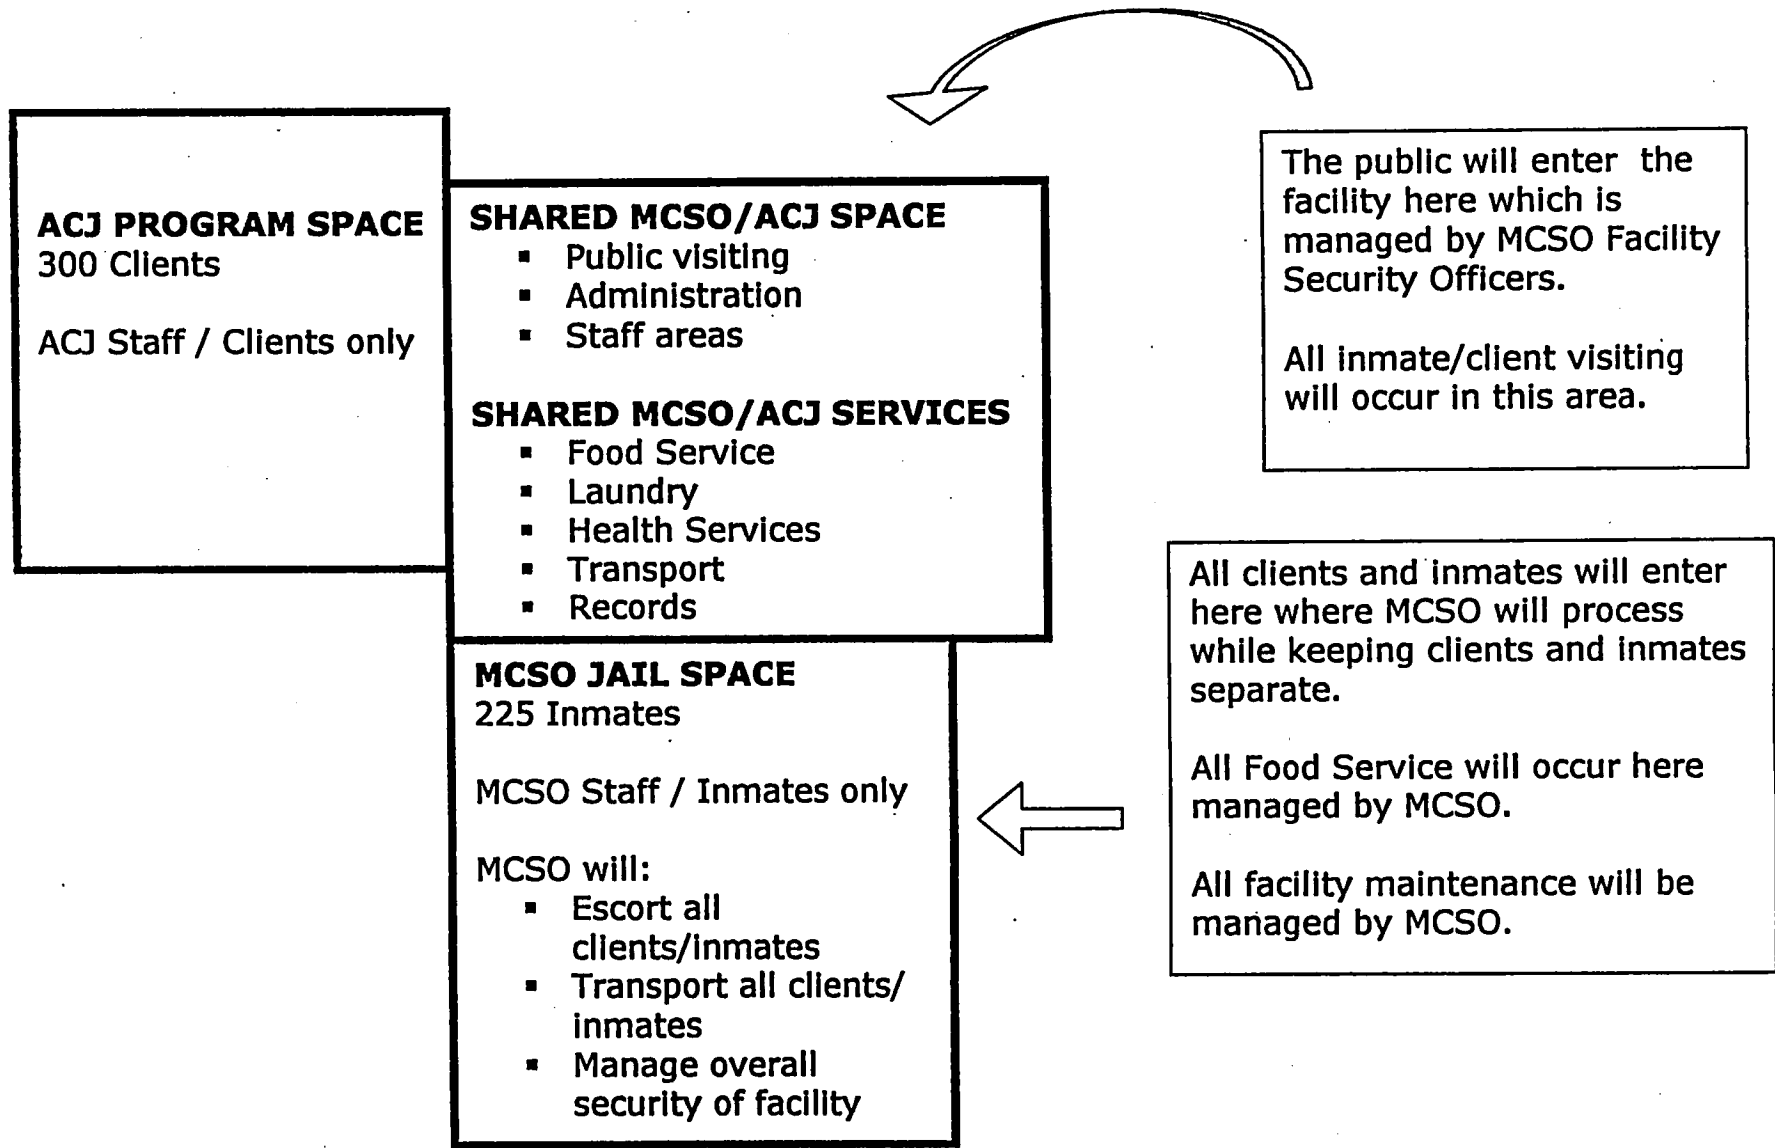 ACJ PROGRAM SPACE
300 Clients
ACJ Staff / Clients only
SHARED MCSO/ACJ SPACE
▪ Public visiting
▪ Administration
▪ Staff areas
SHARED MCSO/ACJ SERVICES
▪ Food Service
▪ Laundry
▪ Health Services
▪ Transport
▪ Records
MCSO JAIL SPACE
225 Inmates
MCSO Staff / Inmates only
MCSO will:
▪ Escort all
clients/inmates
▪ Transport all clients/
inmates
▪ Manage overall
security of facility
The public will enter the
facility here which is
managed by MCSO Facility
Security Officers.
All inmate/client visiting
will occur in this area.
All clients and inmates will enter
here where MCSO will process
while keeping clients and inmates
separate.
All Food Service will occur here
managed by MCSO.
All facility maintenance will be
managed by MCSO.